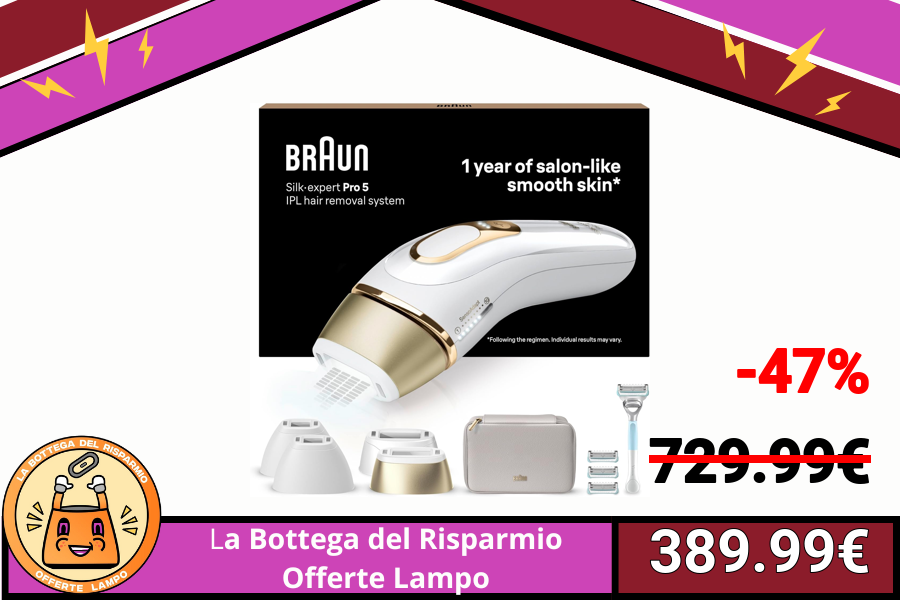 BRAUN
BRAUN
Silk·expert Pro 5
IPL hair removal system
1 year of salon-like
smooth skin*
*Following the regimen. Individual results may vary.
-47%
729.99€
389.99€
LA BOTTEGA DEL RISPARMIO
OFFERTE LAMPO
La Bottega del Risparmio
Offerte Lampo